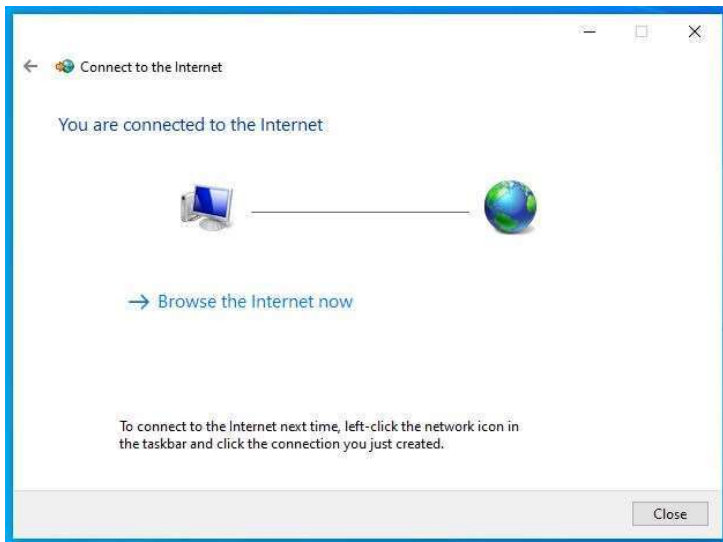 Connect to the Internet
You are connected to the Internet
Browse the Internet now
To connect to the Internet next time, left-click the network icon in
the taskbar and click the connection you just created.
Close